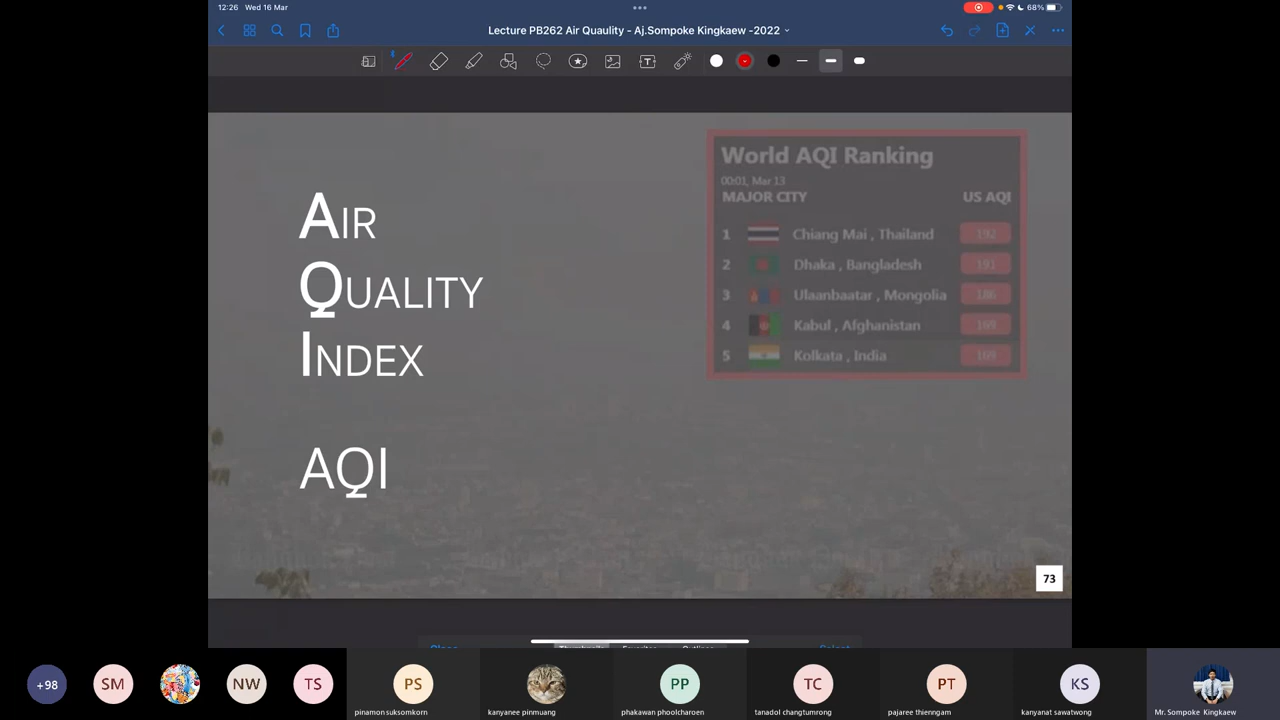 12:26 Wed 16 Mar
68%
Lecture PB262 Air Quaulity - Aj.Sompoke Kingkaew -2022
AIR
QUALITY
INDEX
AQI
World AQI Ranking
00:01, Mar 13
MAJOR CITY US AQI
1 Chiang Mai , Thailand 192
2 Dhaka , Bangladesh 191
3 Ulaanbaatar , Mongolia 186
4 Kabul , Afghanistan 169
5 Kolkata , India 169
73
+98
SM
NW
TS
PS
pinamon suksomkorn
kanyanee pinmuang
PP
phakawan phoolcharoen
TC
tanadol changtumrong
PT
pajaree thienngam
KS
kanyanat sawatwong
Mr. Sompoke Kingkaew